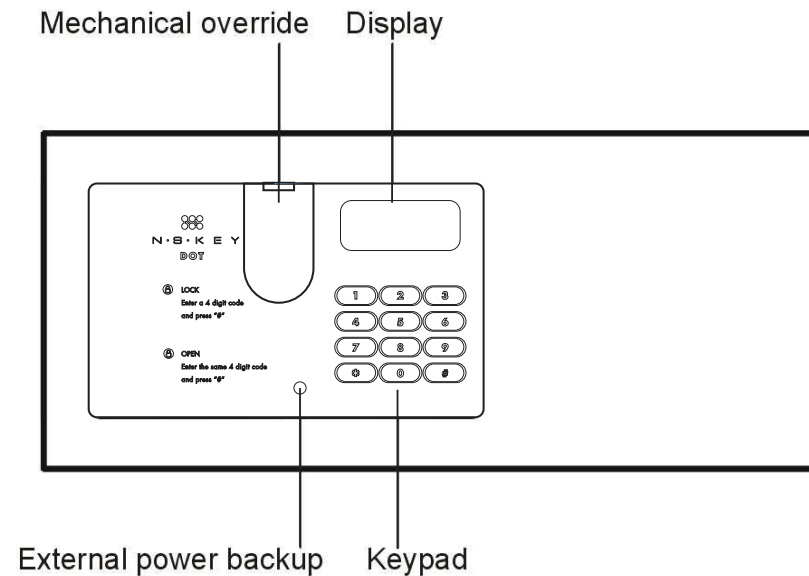 Mechanical override Display
N·S·K E Y
DOT
LOCK
Enter a 4 digit code
and press "#"
OPEN
Enter the same 4 digit code
and press "#"
1 2 3
4 5 6
7 8 9
* 0 #
External power backup Keypad